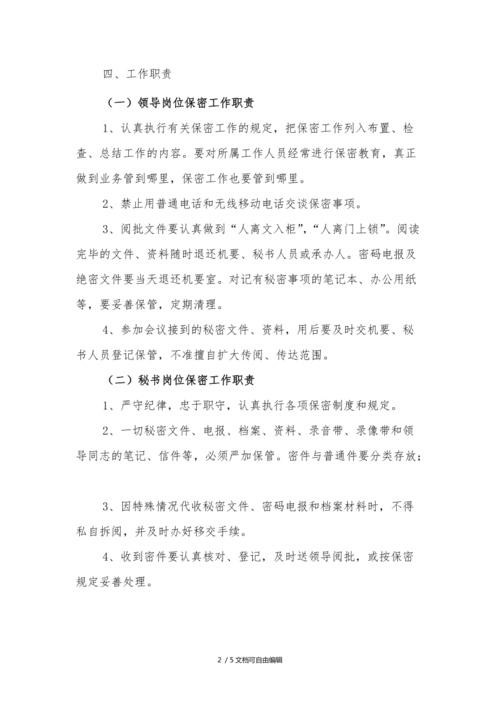 四、工作职责
（一）领导岗位保密工作职责
1、认真执行有关保密工作的规定，把保密工作列入布置、检
查、总结工作的内容。要对所属工作人员经常进行保密教育，真正
做到业务管到哪里，保密工作也要管到哪里。
2、禁止用普通电话和无线移动电话交谈保密事项。
3、阅批文件要认真做到“人离文入柜”，“人离门上锁”。阅读
完毕的文件、资料随时退还机要、秘书人员或承办人。密码电报及
绝密文件要当天退还机要室。对记有秘密事项的笔记本、办公用纸
等，要妥善保管，定期清理。
4、参加会议接到的秘密文件、资料，用后要及时交机要、秘
书人员登记保管，不准擅自扩大传阅、传达范围。
（二）秘书岗位保密工作职责
1、严守纪律，忠于职守，认真执行各项保密制度和规定。
2、一切秘密文件、电报、档案、资料、录音带、录像带和领
导同志的笔记、信件等，必须严加保管。密件与普通件要分类存放；
3、因特殊情况代收秘密文件、密码电报和档案材料时，不得
私自拆阅，并及时办好移交手续。
4、收到密件要认真核对、登记，及时送领导阅批，或按保密
规定妥善处理。
2 / 5文档可自由编辑